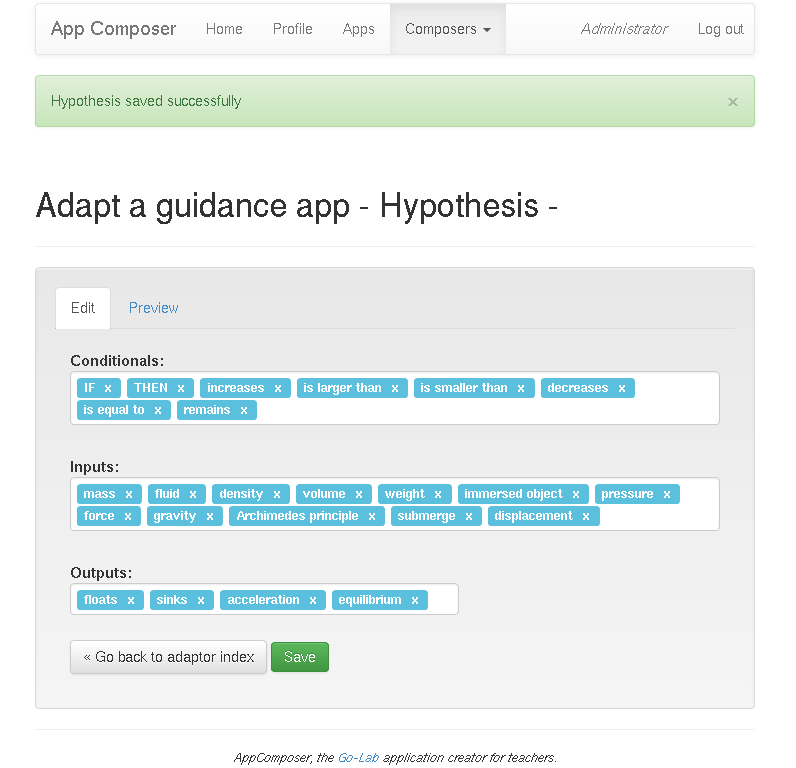 App Composer Home Profile Apps Composers Administrator Log out
Hypothesis saved successfully ×
Adapt a guidance app - Hypothesis -
Edit Preview
Conditionals:
IF x THEN x increases x is larger than x is smaller than x decreases x
is equal to x remains x
Inputs:
mass x fluid x density x volume x weight x immersed object x pressure x
force x gravity x Archimedes principle x submerge x displacement x
Outputs:
floats x sinks x acceleration x equilibrium x
« Go back to adaptor index Save
AppComposer, the Go-Lab application creator for teachers.